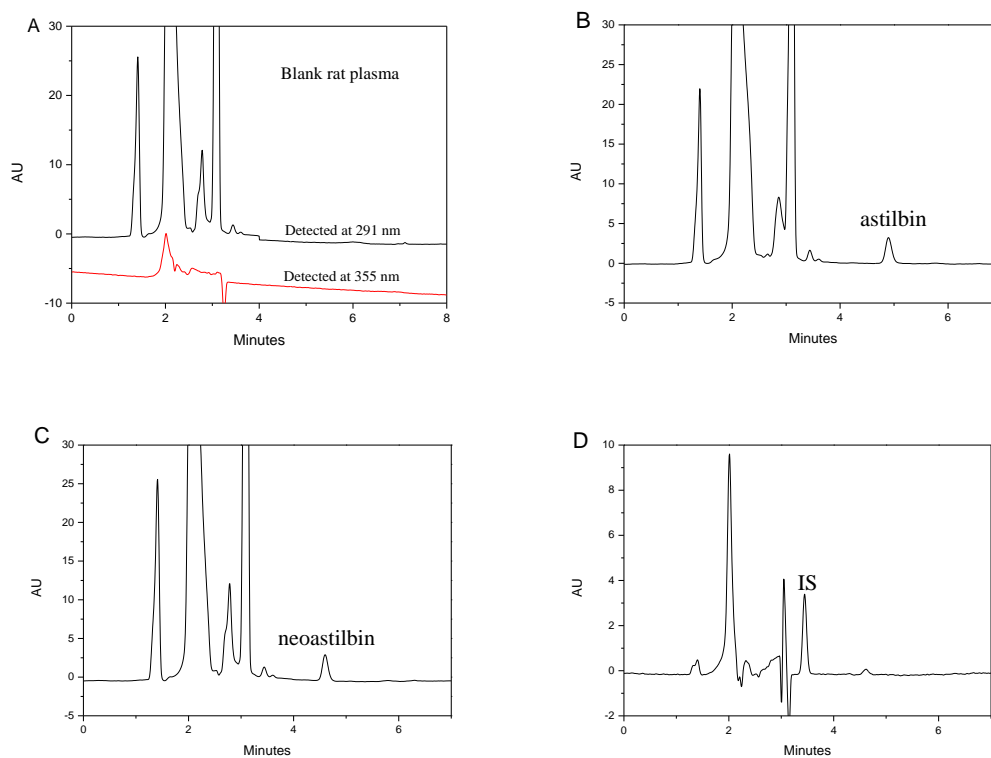 A
Blank rat plasma
Detected at 291 nm
Detected at 355 nm
AU
30
20
10
0
-10
0 2 4 6 8
Minutes
B
astilbin
AU
30
25
20
15
10
5
0
-5
0 2 4 6
Minutes
C
neoastilbin
AU
30
25
20
15
10
5
0
-5
0 2 4 6
Minutes
D
IS
AU
10
8
6
4
2
0
-2
0 2 4 6
Minutes